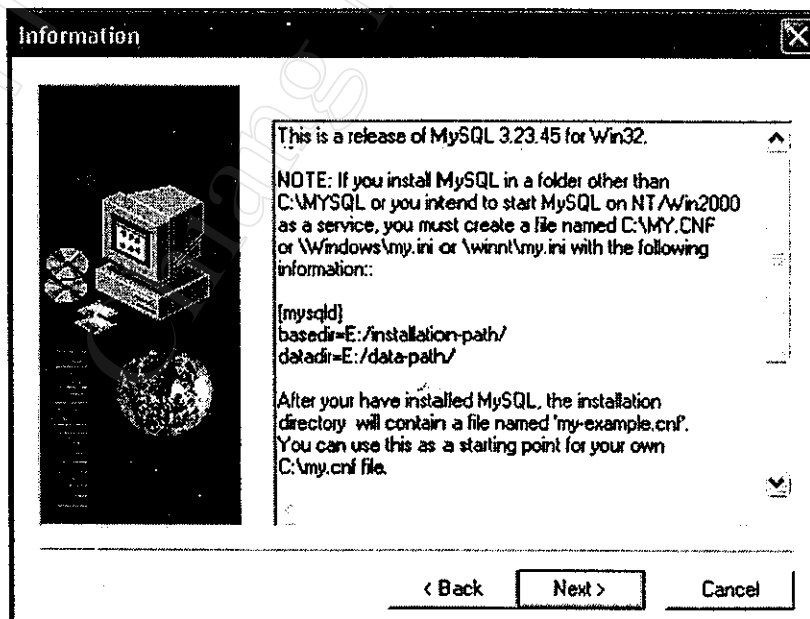 Information
This is a release of MySQL 3.23.45 for Win32.
NOTE: If you install MySQL in a folder other than
C:\MYSQL or you intend to start MySQL on NT/Win2000
as a service, you must create a file named C:\MY.CNF
or \Windows\my.ini or \winnt\my.ini with the following
information::
[mysqld]
basedir=E:/installation-path/
datadir=E:/data-path/
After your have installed MySQL, the installation
directory will contain a file named 'my-example.cnf'.
You can use this as a starting point for your own
C:\my.cnf file.
< Back
Next >
Cancel